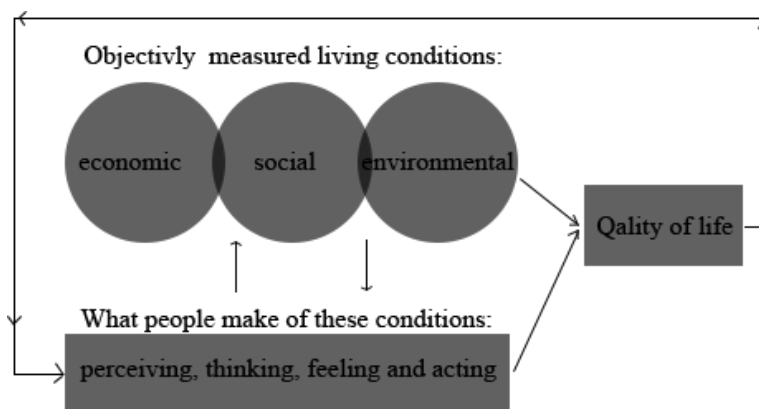 Objectivly measured living conditions:
economic social environmental
Qality of life
What people make of these conditions:
perceiving, thinking, feeling and acting